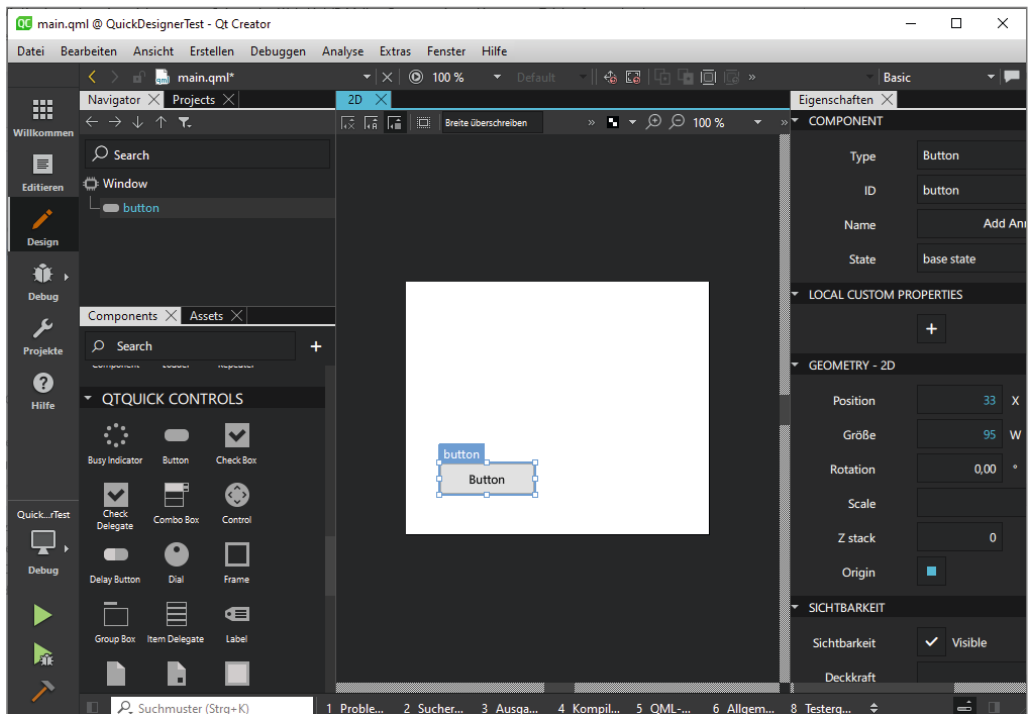 main.qml @ QuickDesignerTest - Qt Creator
Datei Bearbeiten Ansicht Erstellen Debuggen Analyse Extras Fenster Hilfe
main.qml* 100 % Default Basic
Navigator Projects 2D Eigenschaften
Willkommen
Breite überschreiben 100 %
COMPONENT
Search
Type Button
Editieren
Window
ID button
button
Name Add Ann
Design
State base state
Debug
LOCAL CUSTOM PROPERTIES
Components Assets
+
Projekte
Search +
Component Loader Repeater
GEOMETRY - 2D
Hilfe
QTQUICK CONTROLS
Position 33 X
Größe 95 W
Busy Indicator Button Check Box
button
Rotation 0,00 °
Button
Scale
Quick...rTest
Check Delegate Combo Box Control
Z stack 0
Debug
Delay Button Dial Frame
Origin
SICHTBARKEIT
Group Box Item Delegate Label
Sichtbarkeit Visible
Deckkraft
Suchmuster (Strg+K) 1 Proble... 2 Sucher... 3 Ausga... 4 Kompil... 5 QML-... 6 Allgem... 8 Testerg...